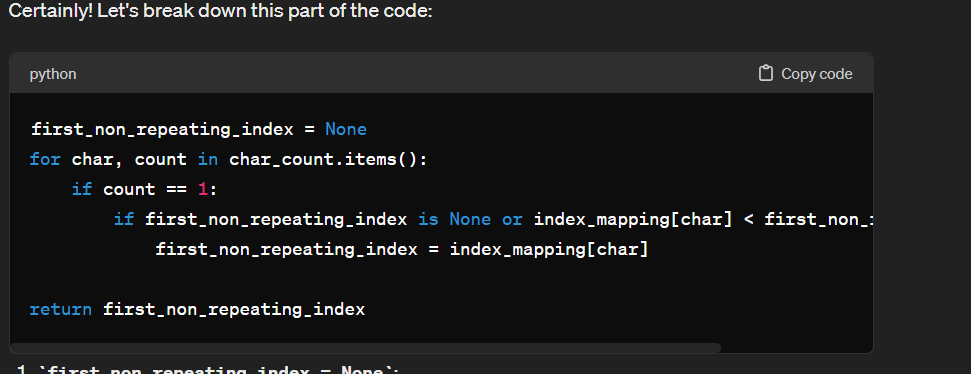 Certainly! Let's break down this part of the code:
python
Copy code
first_non_repeating_index = None
for char, count in char_count.items():
    if count == 1:
        if first_non_repeating_index is None or index_mapping[char] < first_non_
            first_non_repeating_index = index_mapping[char]
return first_non_repeating_index
1. `first_non_repeating_index = None`: